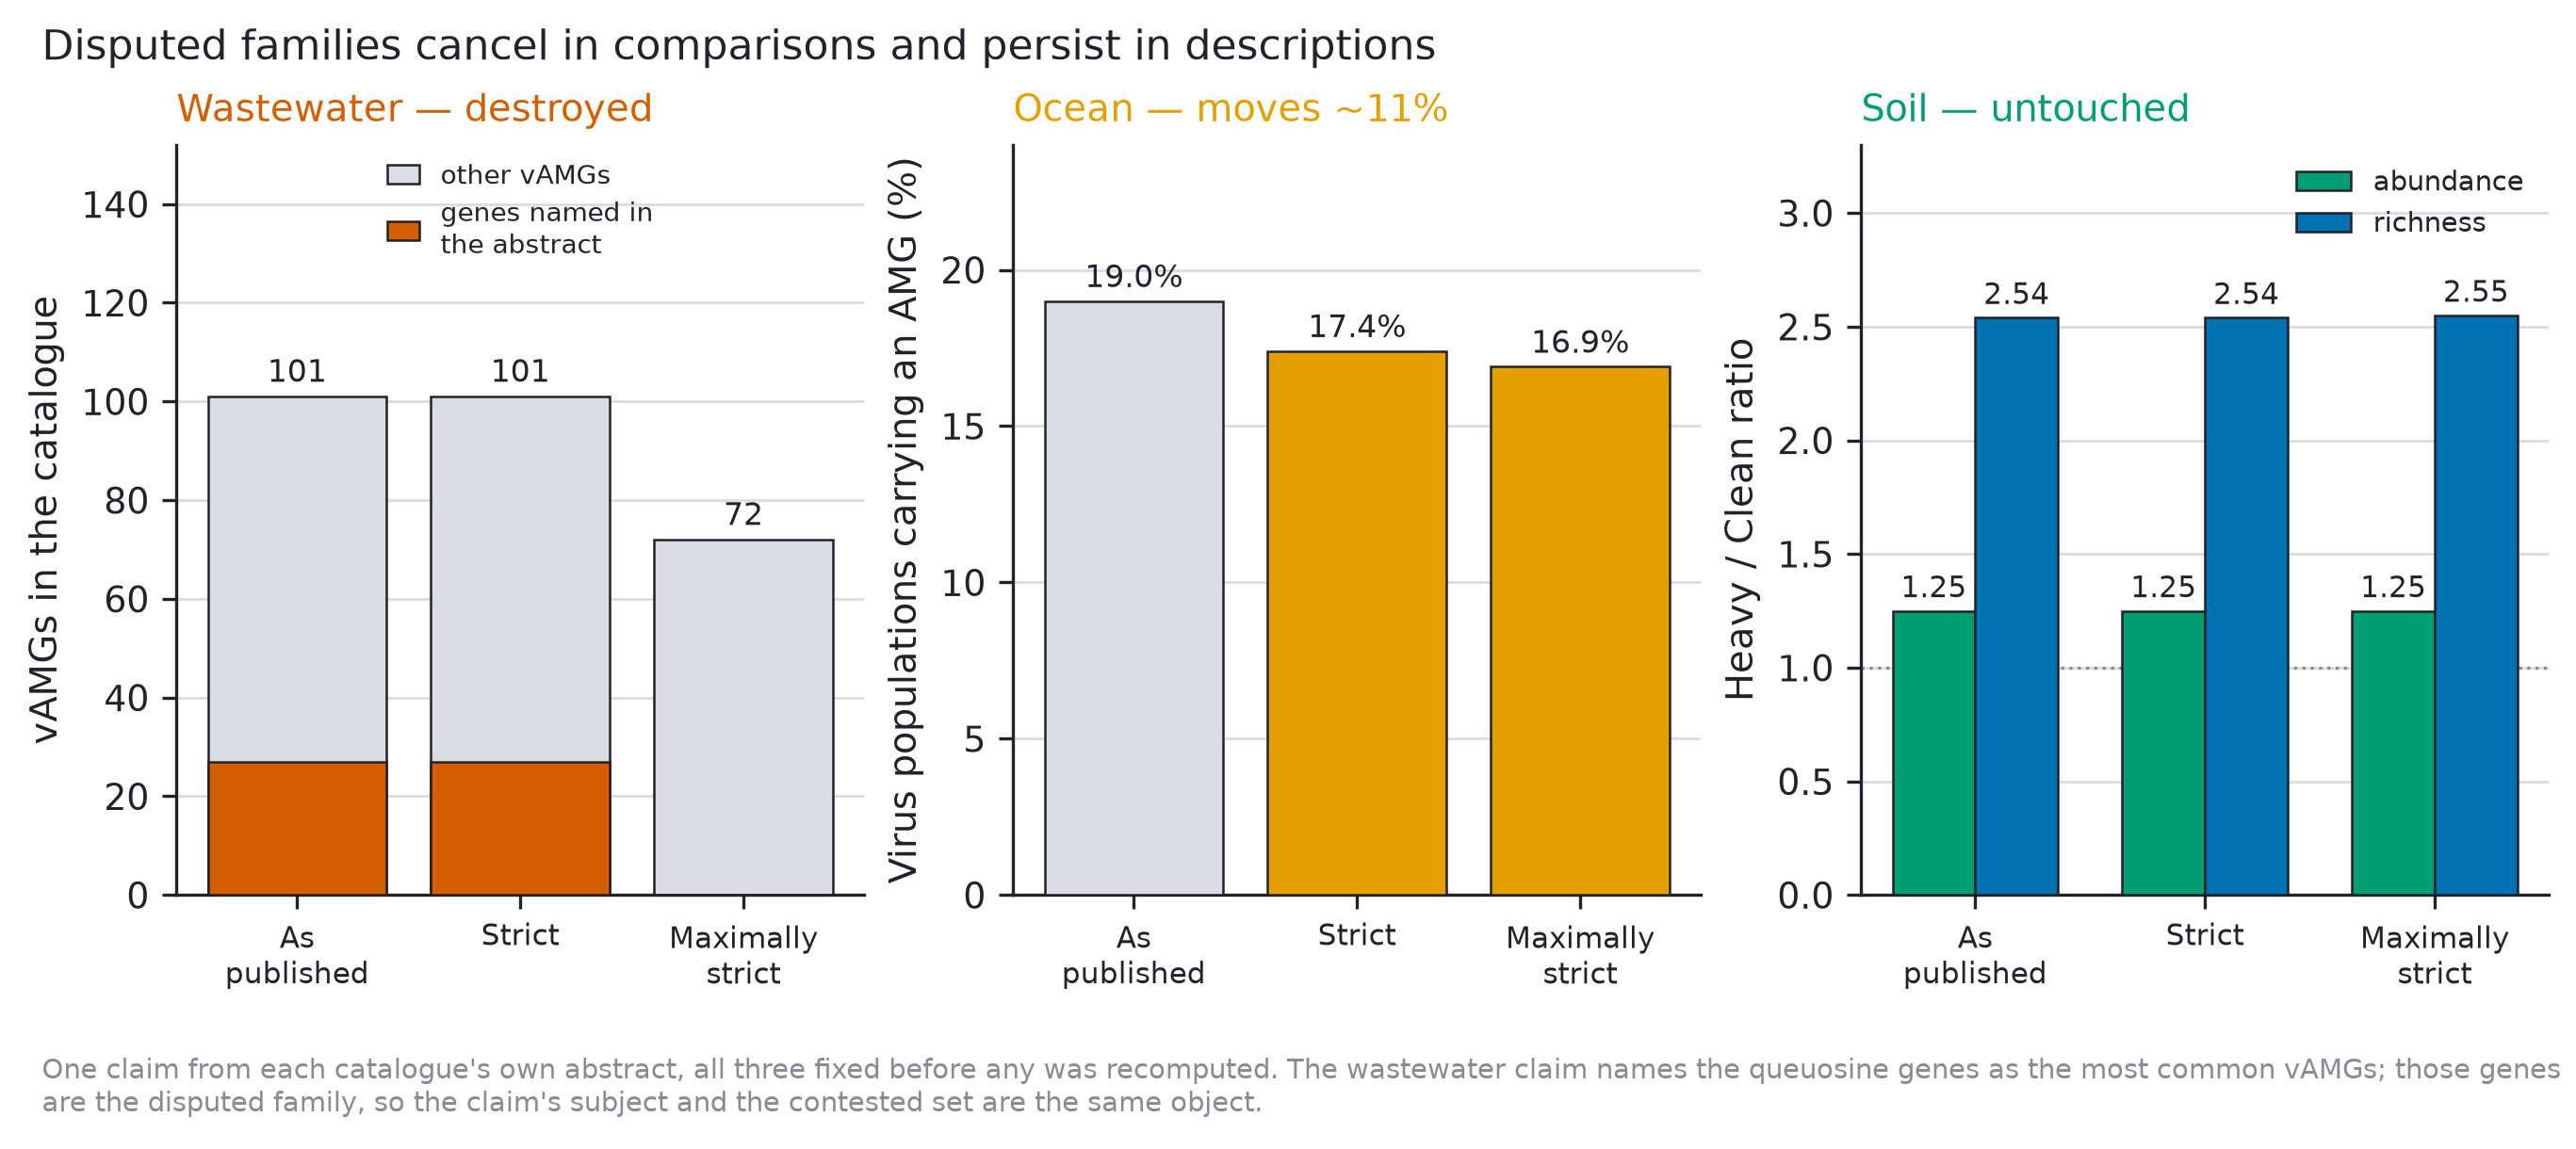 Disputed families cancel in comparisons and persist in descriptions
Wastewater — destroyed
vAMGs in the catalogue
140
120
100
80
60
40
20
0
other vAMGs
genes named in
the abstract
101
101
72
As
published
Strict
Maximally
strict
Ocean — moves ~11%
Virus populations carrying an AMG (%)
20
15
10
5
0
19.0%
17.4%
16.9%
As
published
Strict
Maximally
strict
Soil — untouched
Heavy / Clean ratio
3.0
2.5
2.0
1.5
1.0
0.5
0.0
abundance
richness
1.25
2.54
1.25
2.54
1.25
2.55
As
published
Strict
Maximally
strict
One claim from each catalogue's own abstract, all three fixed before any was recomputed. The wastewater claim names the queuosine genes as the most common vAMGs; those genes
are the disputed family, so the claim's subject and the contested set are the same object.